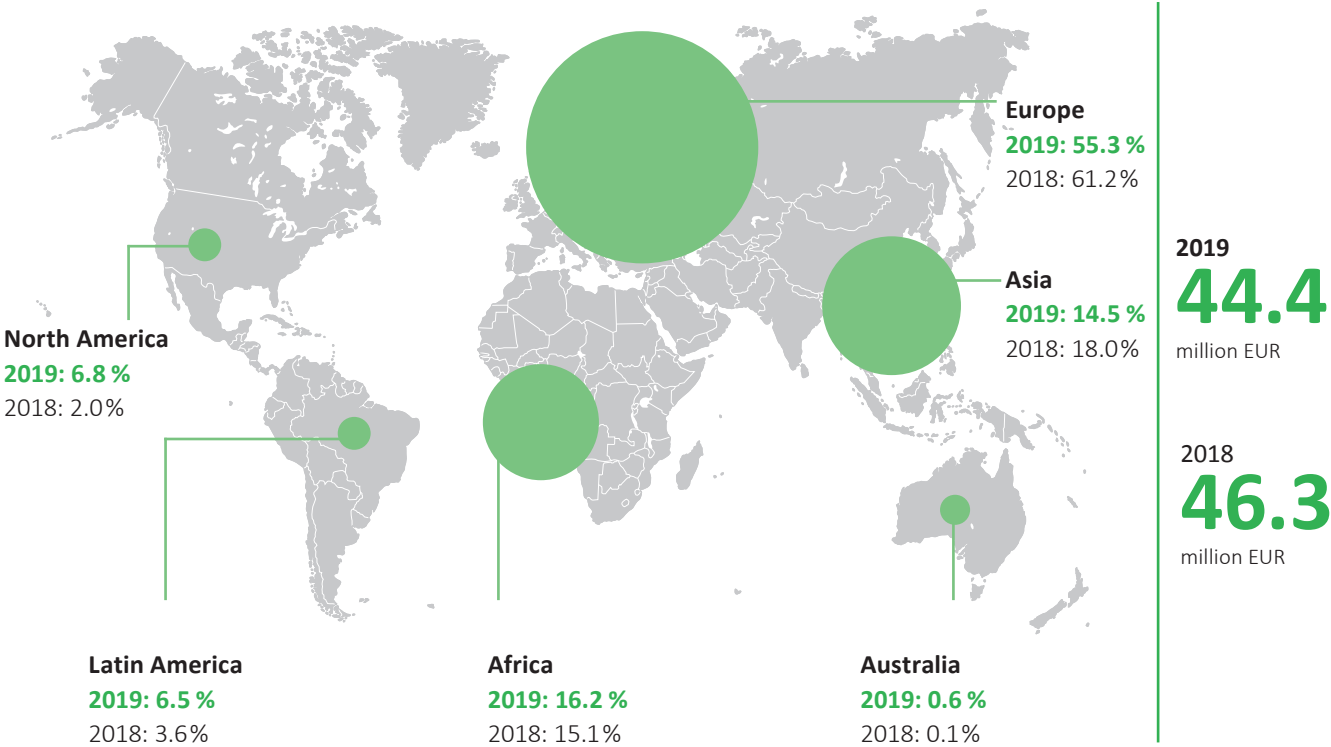 Europe
2019: 55.3 %
2018: 61.2%
Asia
2019: 14.5 %
2018: 18.0%
North America
2019: 6.8 %
2018: 2.0%
Latin America
2019: 6.5 %
2018: 3.6%
Africa
2019: 16.2 %
2018: 15.1%
Australia
2019: 0.6 %
2018: 0.1%
2019
44.4
million EUR
2018
46.3
million EUR